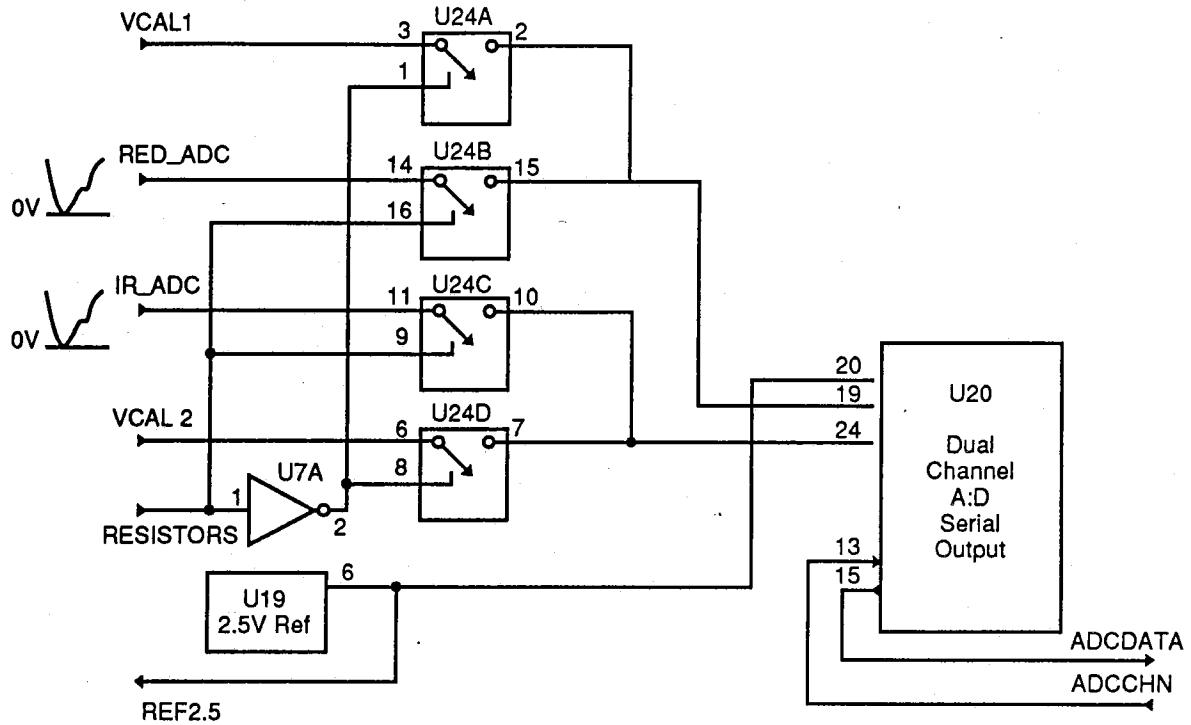 VCAL1
3
U24A
2
1
RED_ADC
14
U24B
15
16
0V
IR_ADC
11
U24C
10
9
0V
VCAL 2
6
U24D
7
8
U7A
1
2
RESISTORS
U19
2.5V Ref
6
REF2.5
20
19
24
U20
Dual
Channel
A:D
Serial
Output
13
15
ADCDATA
ADCCHN